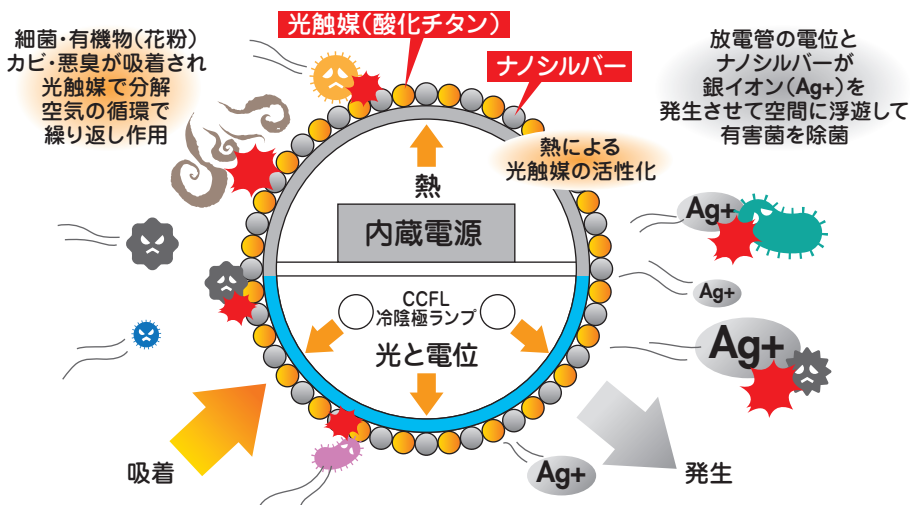 光触媒（酸化チタン）
ナノシルバー
細菌・有機物（花粉）
カビ・悪臭が吸着され
光触媒で分解
空気の循環で
繰り返し作用
放電管の電位と
ナノシルバーが
銀イオン（Ag+）を
発生させて空間に浮遊して
有害菌を除菌
熱による
光触媒の活性化
熱
内蔵電源
CCFL
冷陰極ランプ
光と電位
Ag+
Ag+
Ag+
Ag+
吸着
発生